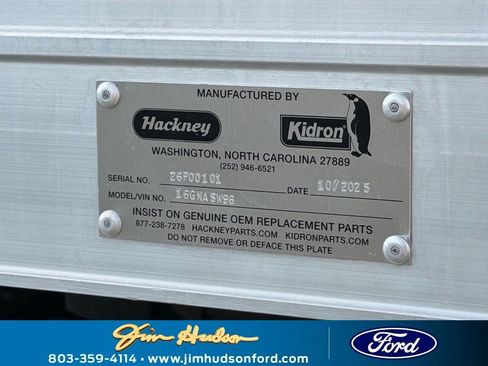 MANUFACTURED BY
Hackney Kidron
WASHINGTON, NORTH CAROLINA 27889
(252) 946-6521
SERIAL NO. 26P00101 DATE 10/2025
MODEL/VIN NO. 16GNASW96
INSIST ON GENUINE OEM REPLACEMENT PARTS
877-238-7278 HACKNEYPARTS.COM KIDRONPARTS.COM
DO NOT REMOVE OR DEFACE THIS PLATE
Jim Hudson
Ford
803-359-4114 • www.jimhudsonford.com